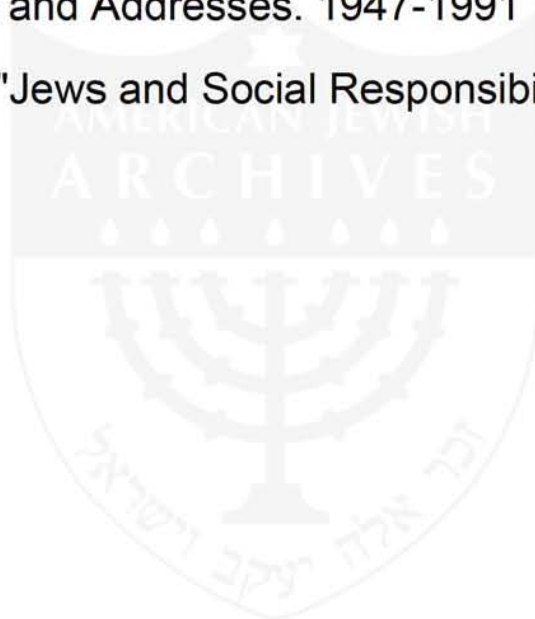 and Addresses. 1947-1991
"Jews and Social Responsibi
AMERICAN JEWISH
ARCHIVES
זכר אלה יעקב וישראל